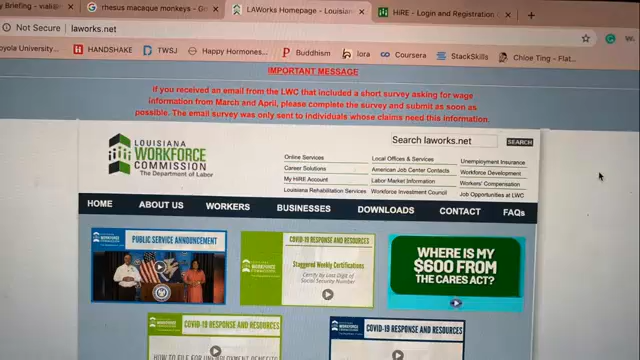 y Briefing - viali@
rhesus macaque monkeys - G
LAWorks Homepage - Louisian
HiRE - Login and Registration
Not Secure | laworks.net
oyola University...
HANDSHAKE
TWSJ
Happy Hormones...
Buddhism
Iora
Coursera
StackSkills
Chloe Ting - Flat...
IMPORTANT MESSAGE
If you received an email from the LWC that included a short survey asking for wage
information from March and April, please complete the survey and submit as soon as
possible. The email survey was only sent to individuals whose claims need this information.
LOUISIANA
WORKFORCE
COMMISSION
The Department of Labor
Search laworks.net
SEARCH
Online Services
Local Offices & Services
Unemployment Insurance
Career Solutions
American Job Center Contacts
Workforce Development
My HiRE Account
Labor Market Information
Workers' Compensation
Louisiana Rehabilitation Services
Workforce Investment Council
Job Opportunities at LWC
HOME
ABOUT US
WORKERS
BUSINESSES
DOWNLOADS
CONTACT
FAQs
PUBLIC SERVICE ANNOUNCEMENT
COVID-19 RESPONSE AND RESOURCES
Staggered Weekly Certifications
Certify By Last Digit of
Social Security Number
WHERE IS MY
$600 FROM
THE CARES ACT?
COVID-19 RESPONSE AND RESOURCES
HOW TO FILE FOR UNEMPLOYMENT BENEFITS
COVID-19 RESPONSE AND RESOURCES